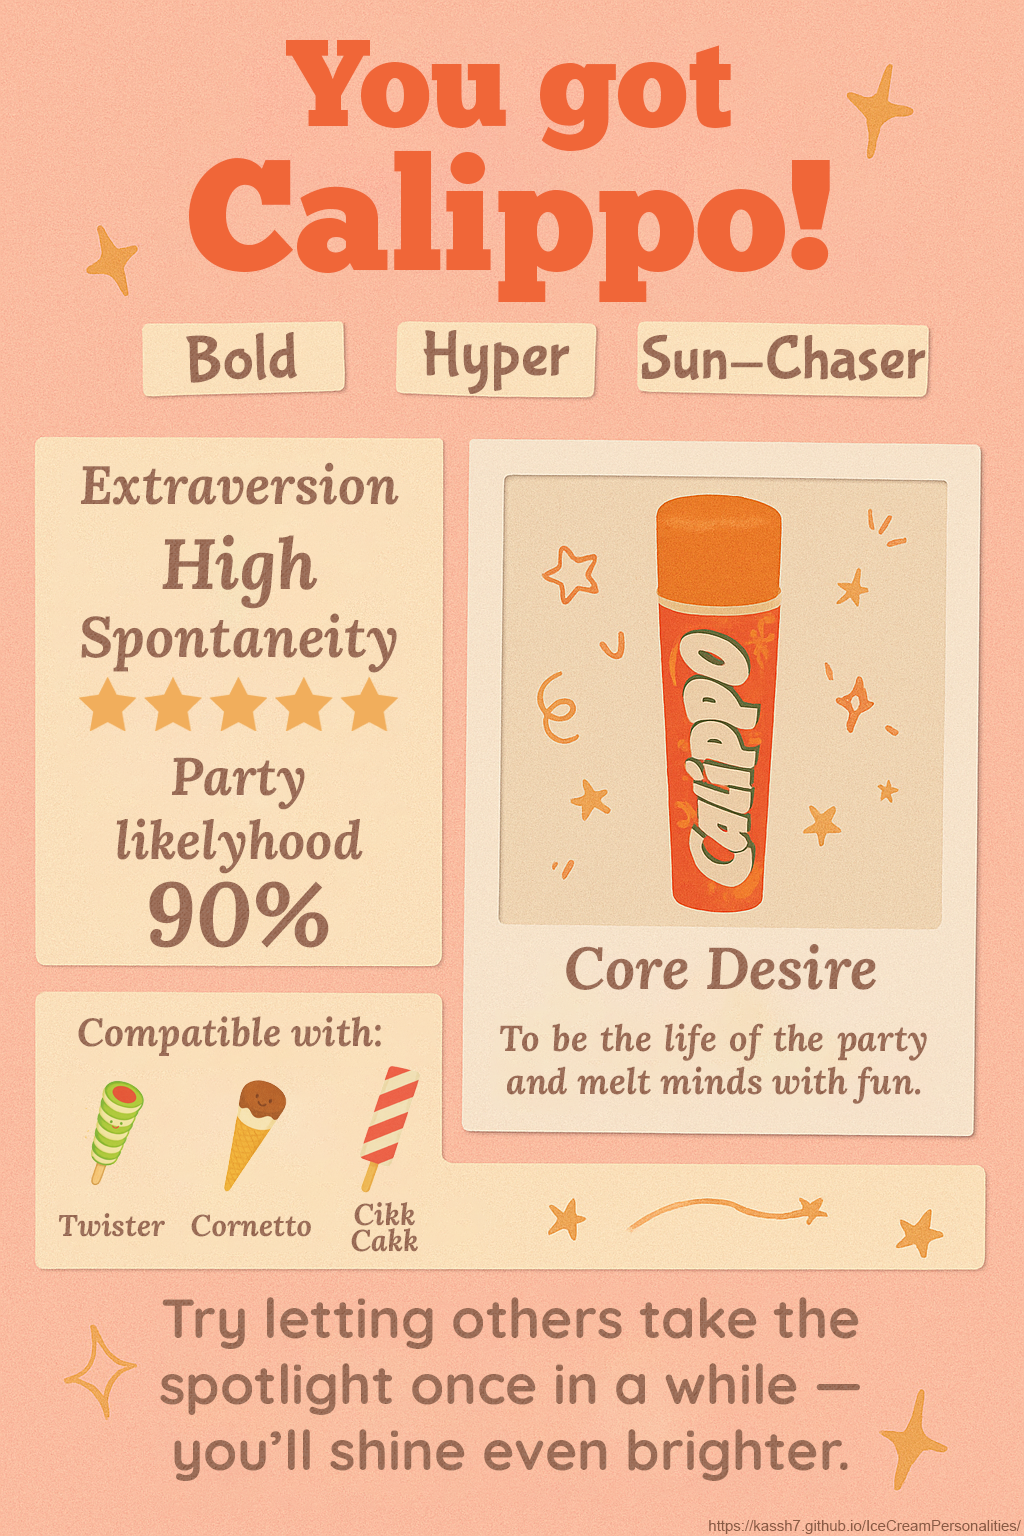 You got
Calippo!
Bold
Hyper
Sun–Chaser
Extraversion
High
Spontaneity
Party
likelyhood
90%
CALIPPO
Core Desire
To be the life of the party
and melt minds with fun.
Compatible with:
Twister
Cornetto
Cikk
Cakk
Try letting others take the
spotlight once in a while —
you’ll shine even brighter.
https://kassh7.github.io/IceCreamPersonalities/